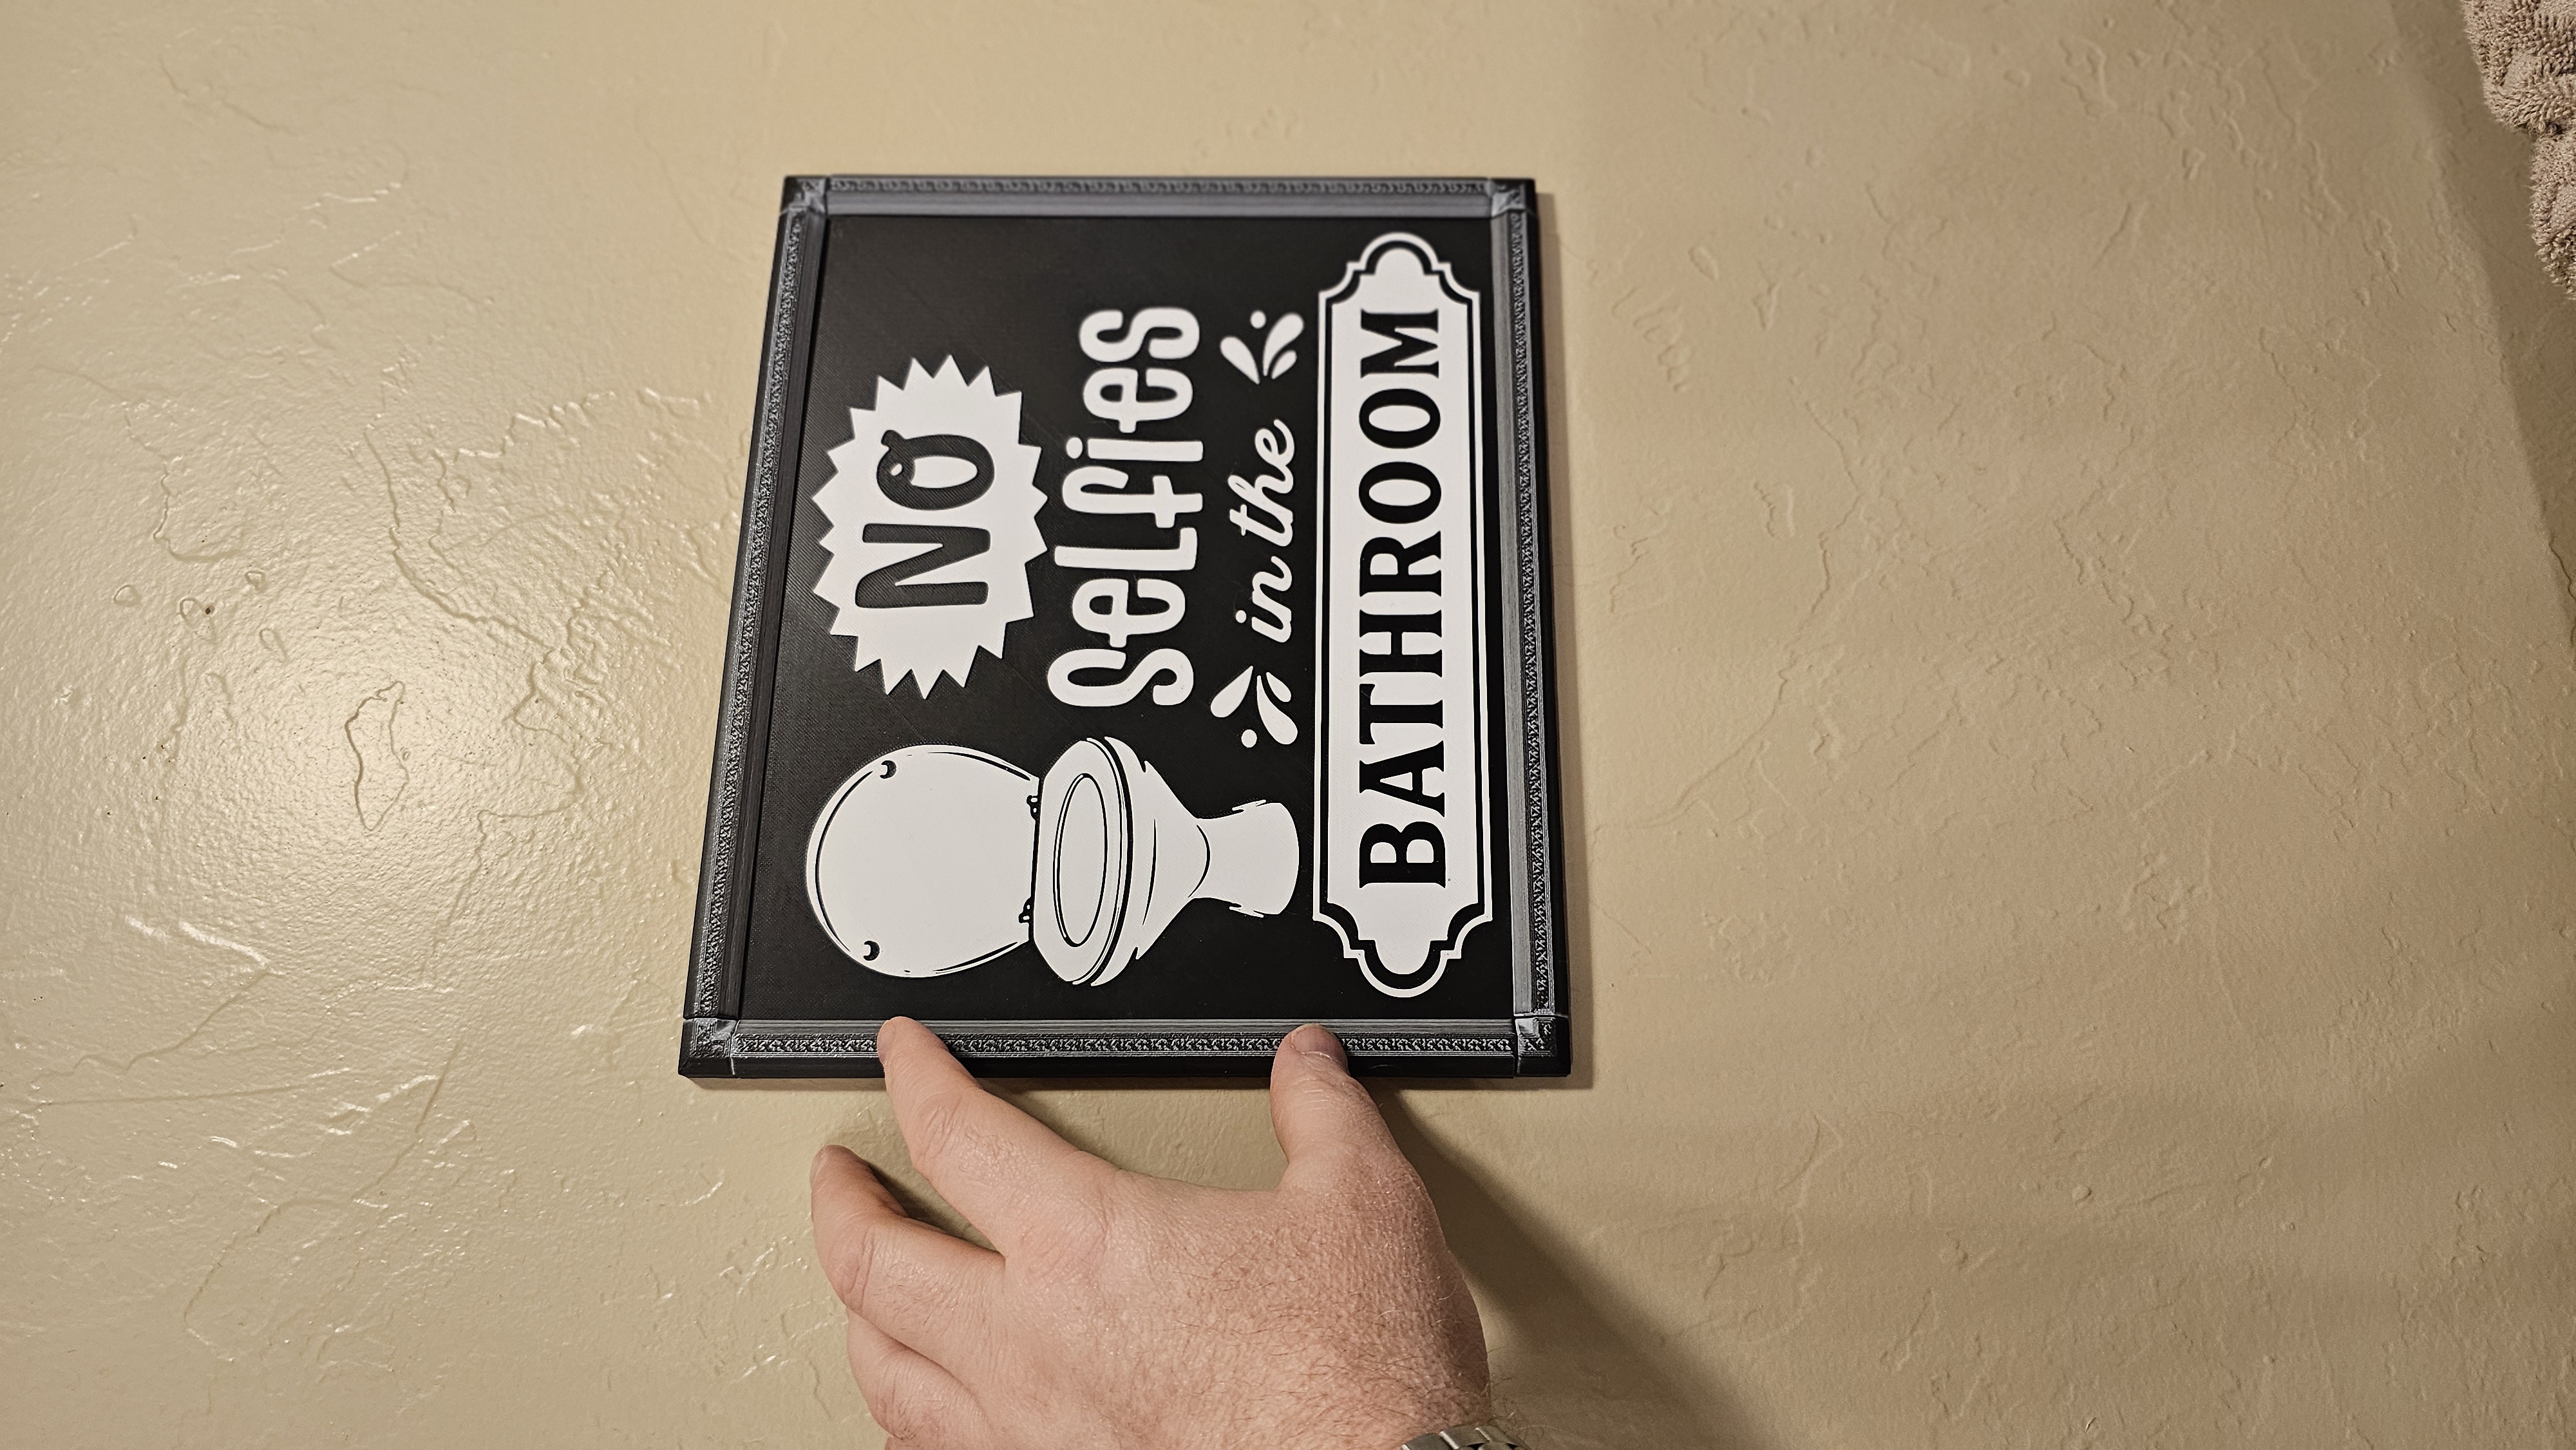 NO
Selfies
in the
BATHROOM